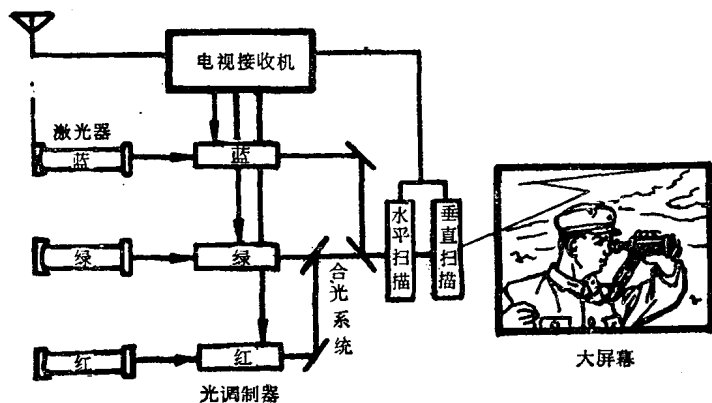 电视接收机
激光器
蓝
蓝
绿
绿
红
红
光调制器
合光系统
水平扫描
垂直扫描
大屏幕